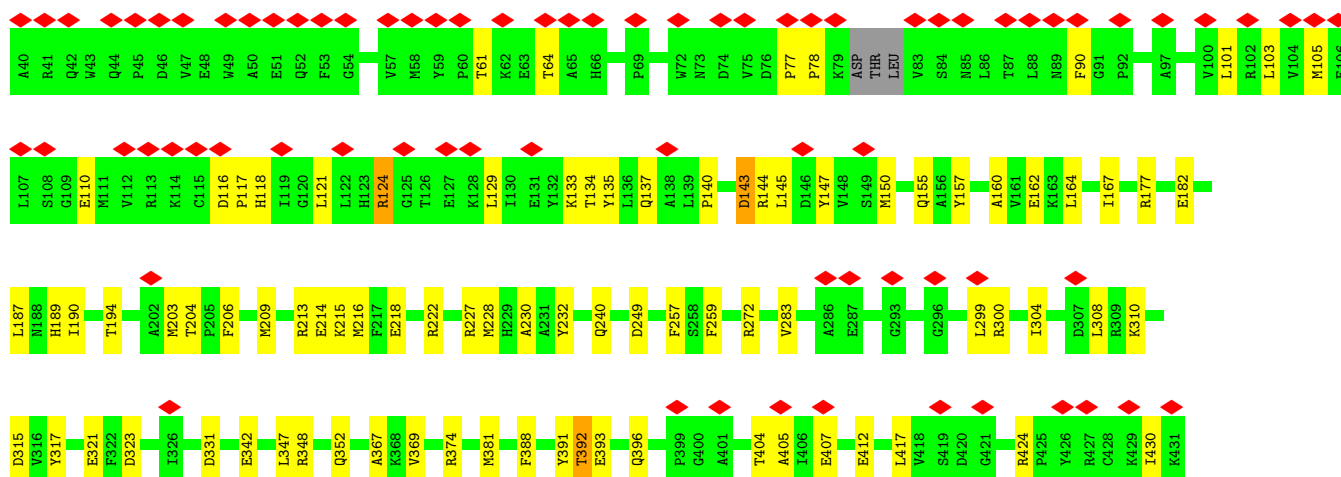 A40 R41 Q42 W43 Q44 P45 D46 V47 E48 W49 A50 E51 Q52 F53 G54 V57 M58 Y59 P60 T61 K62 E63 T64 A65 H66 P69 W72 N73 D74 V75 D76 P77 P78 K79 ASP THR LEU V83 S84 N85 L86 T87 L88 N89 F90 G91 P92 A97 V100 L101 R102 L103 V104 M105 E106
L107 S108 G109 E110 M111 V112 R113 K114 C115 D116 P117 H118 I119 G120 L121 L122 H123 R124 G125 T126 E127 K128 L129 I130 E131 Y132 K133 T134 Y135 L136 Q137 A138 L139 P140 D143 R144 L145 D146 Y147 V148 S149 M150 Q155 A156 Y157 A160 V161 E162 K163 L164 I167 R177 E182
L187 N188 H189 I190 T194 A202 M203 T204 P205 F206 M209 R213 E214 K215 M216 F217 E218 R222 R227 M228 H229 A230 A231 Y232 Q240 D249 F257 S258 F259 R272 V283 A286 E287 G293 G296 L299 R300 I304 D307 L308 R309 K310
D315 V316 Y317 E321 F322 D323 I326 D331 E342 L347 R348 Q352 A367 K368 V369 R374 M381 F388 Y391 T392 E393 Q396 P399 G400 A401 T404 A405 I406 E407 E412 L417 V418 S419 D420 G421 R424 P425 Y426 R427 C428 K429 I430 K431